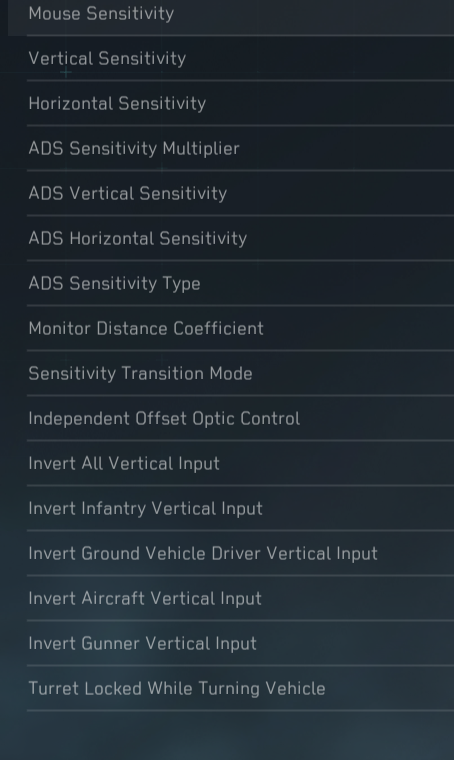 Mouse Sensitivity
Vertical Sensitivity
Horizontal Sensitivity
ADS Sensitivity Multiplier
ADS Vertical Sensitivity
ADS Horizontal Sensitivity
ADS Sensitivity Type
Monitor Distance Coefficient
Sensitivity Transition Mode
Independent Offset Optic Control
Invert All Vertical Input
Invert Infantry Vertical Input
Invert Ground Vehicle Driver Vertical Input
Invert Aircraft Vertical Input
Invert Gunner Vertical Input
Turret Locked While Turning Vehicle